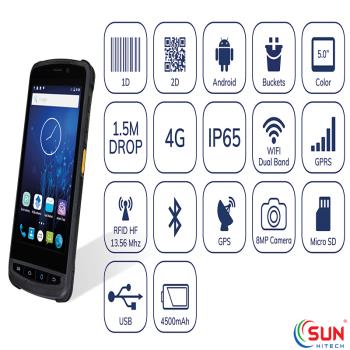 1D
2D
Android
Buckets
5.0"
Color
1.5M
DROP
4G
IP65
WIFI
Dual Band
GPRS
RFID HF
13.56 Mhz
GPS
8MP Camera
Micro SD
USB
4500mAh
SUN
HITECH